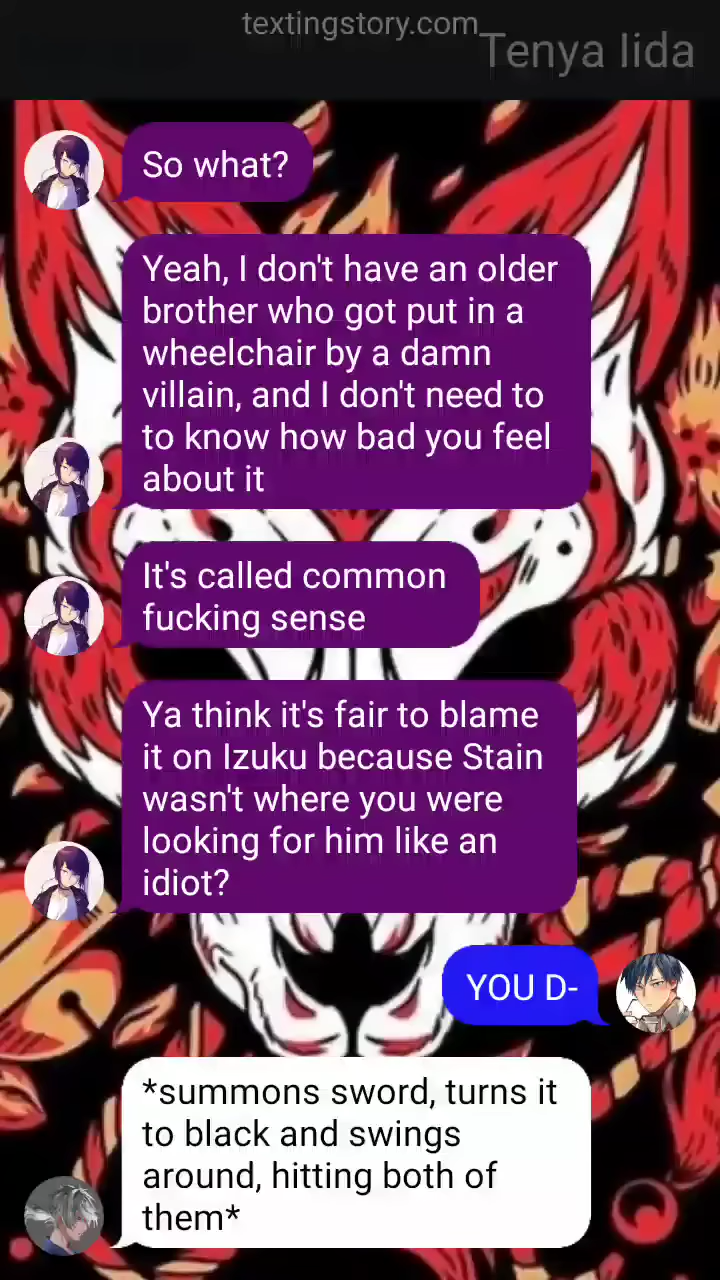 textingstory.com
Tenya Iida
So what?
Yeah, I don't have an older
brother who got put in a
wheelchair by a damn
villain, and I don't need to
to know how bad you feel
about it
It's called common
fucking sense
Ya think it's fair to blame
it on Izuku because Stain
wasn't where you were
looking for him like an
idiot?
YOU D-
*summons sword, turns it
to black and swings
around, hitting both of
them*